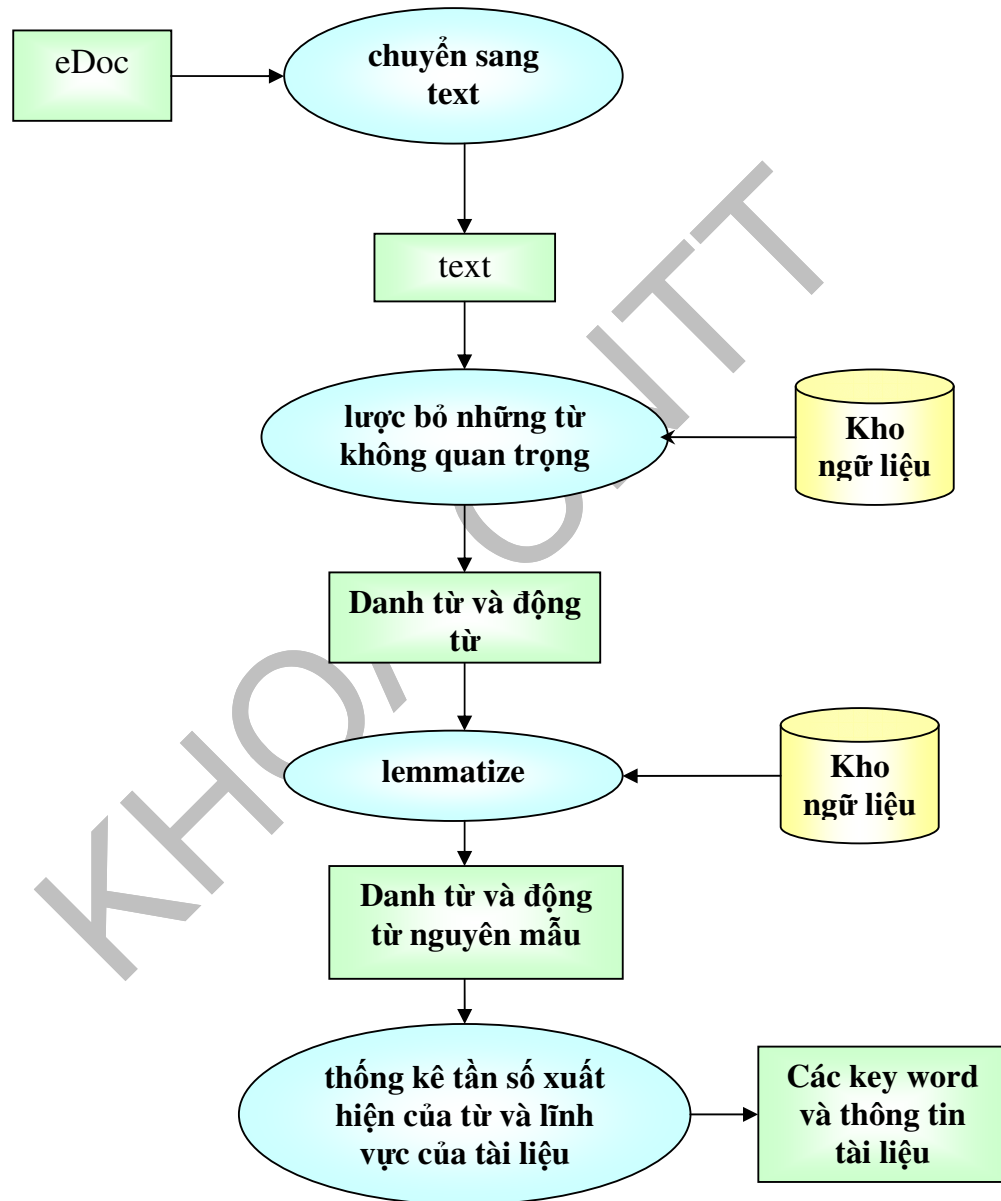 eDoc
chuyển sang
text
text
lược bỏ những từ
không quan trọng
Kho
ngữ liệu
Danh từ và động
từ
lemmatize
Kho
ngữ liệu
Danh từ và động
từ nguyên mẫu
thống kê tần số xuất
hiện của từ và lĩnh
vực của tài liệu
Các key word
và thông tin
tài liệu